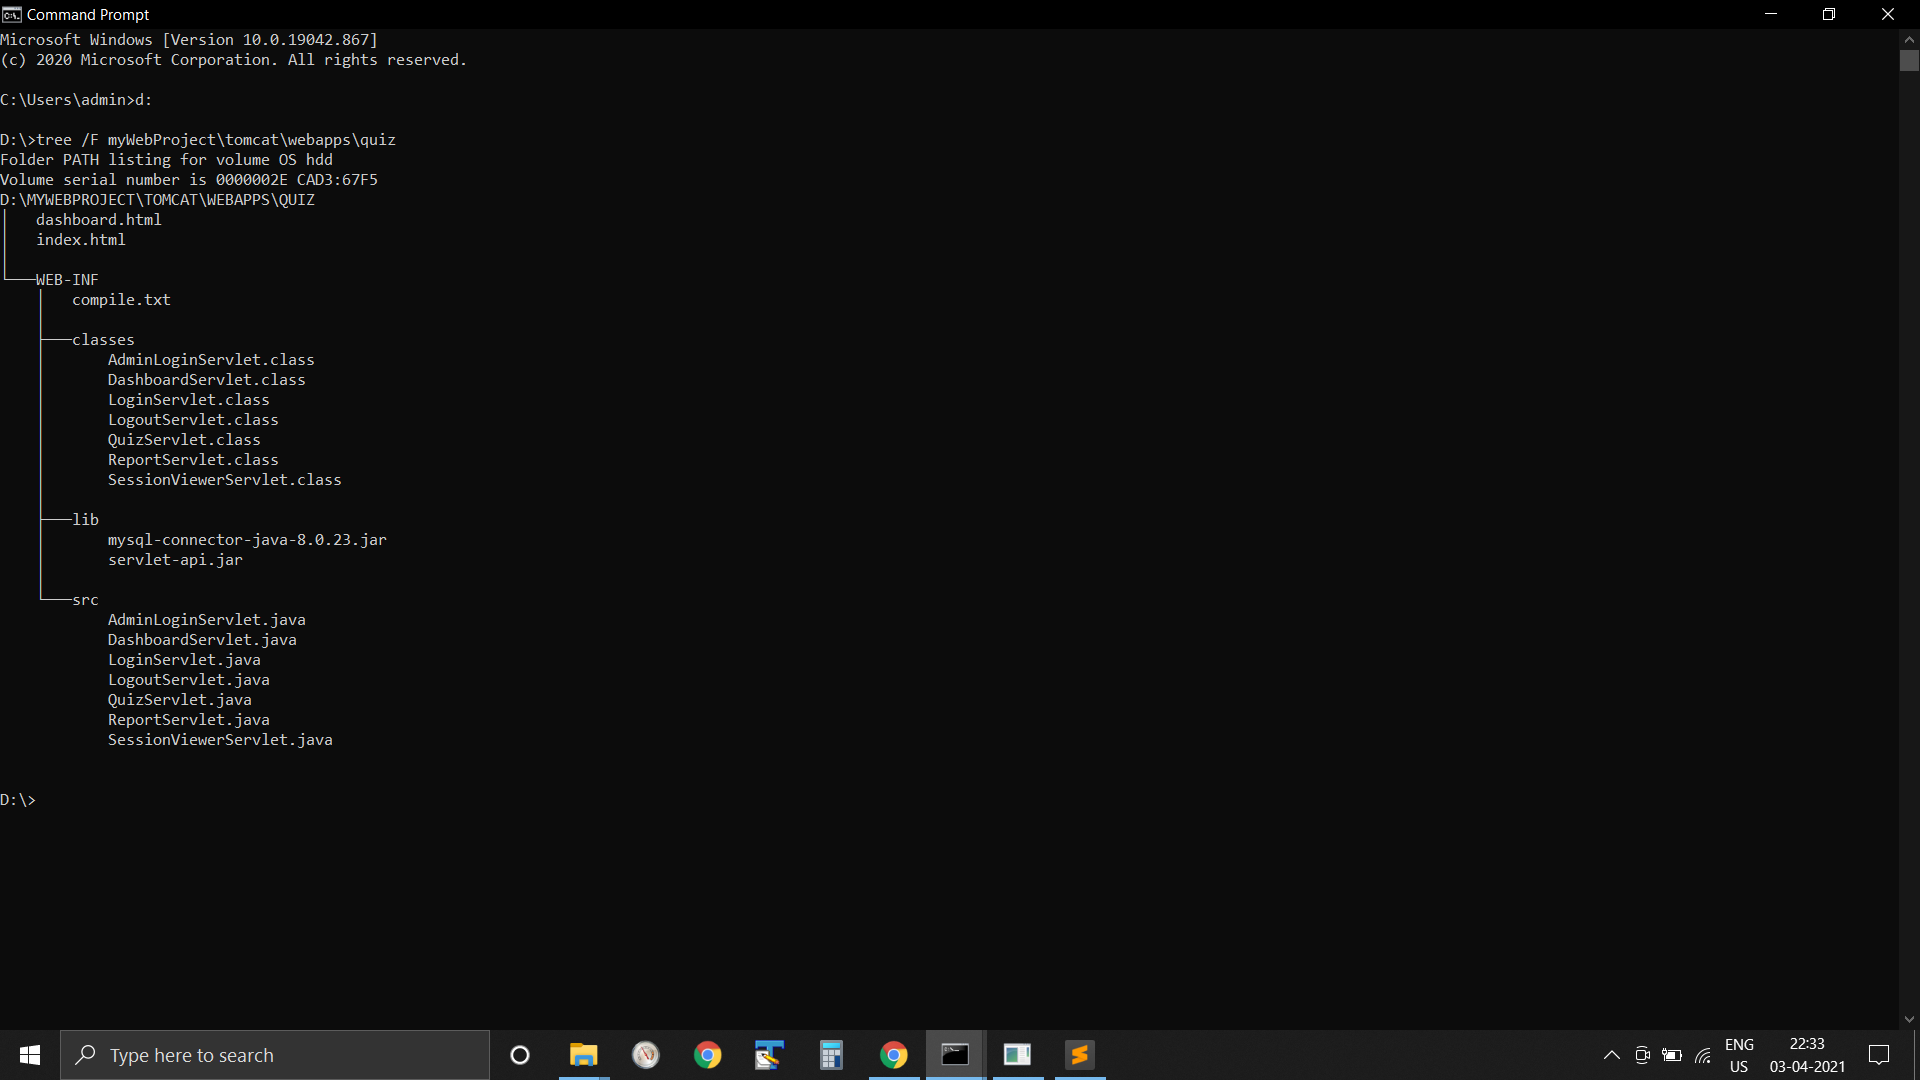 Command Prompt
Microsoft Windows [Version 10.0.19042.867]
(c) 2020 Microsoft Corporation. All rights reserved.
C:\Users\admin>d:
D:\>tree /F myWebProject\tomcat\webapps\quiz
Folder PATH listing for volume OS hdd
Volume serial number is 0000002E CAD3:67F5
D:\MYWEBPROJECT\TOMCAT\WEBAPPS\QUIZ
dashboard.html
index.html
WEB-INF
compile.txt
classes
AdminLoginServlet.class
DashboardServlet.class
LoginServlet.class
LogoutServlet.class
QuizServlet.class
ReportServlet.class
SessionViewerServlet.class
lib
mysql-connector-java-8.0.23.jar
servlet-api.jar
src
AdminLoginServlet.java
DashboardServlet.java
LoginServlet.java
LogoutServlet.java
QuizServlet.java
ReportServlet.java
SessionViewerServlet.java
D:\>
Type here to search
ENG
US
22:33
03-04-2021